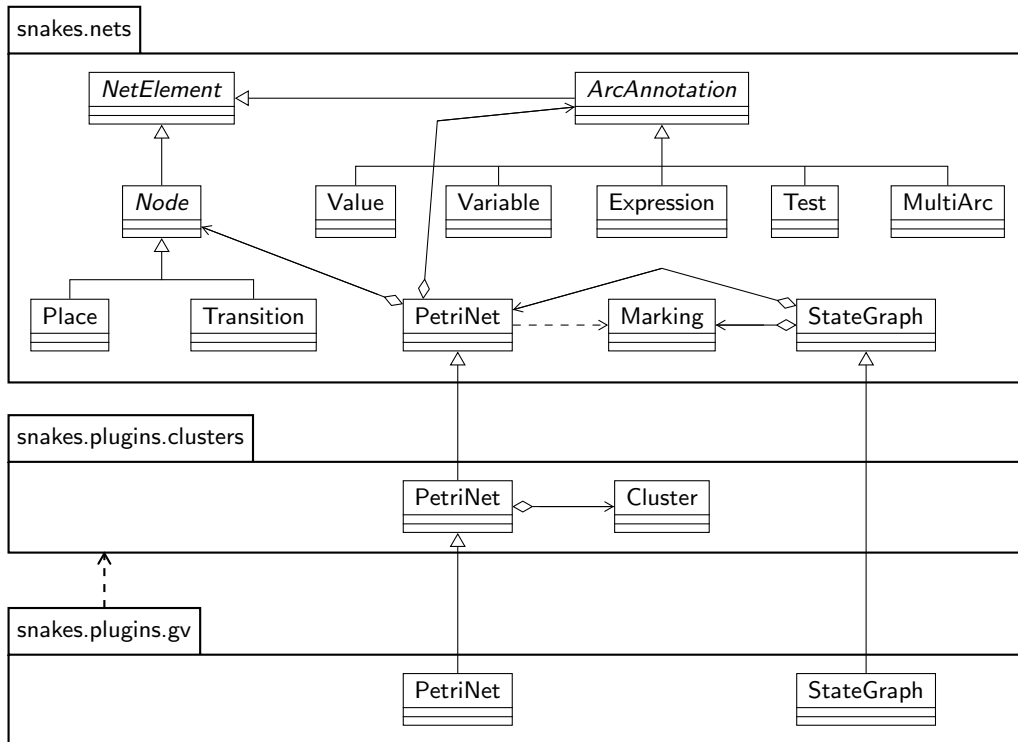 snakes.nets
NetElement
ArcAnnotation
Node
Value
Variable
Expression
Test
MultiArc
Place
Transition
PetriNet
Marking
StateGraph
snakes.plugins.clusters
PetriNet
Cluster
snakes.plugins.gv
PetriNet
StateGraph